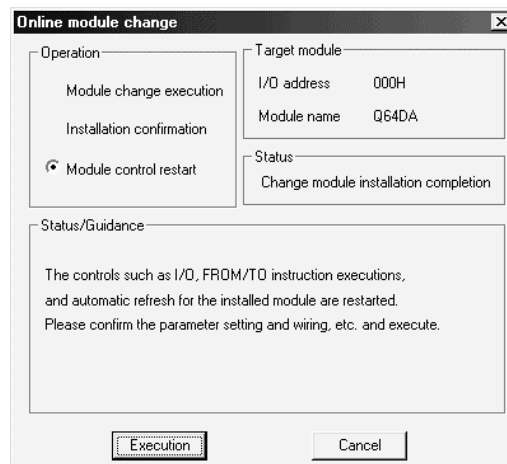 Online module change
Operation
Module change execution
Installation confirmation
Module control restart
Target module
I/O address 000H
Module name Q64DA
Status
Change module installation completion
Status/Guidance
The controls such as I/O, FROM/TO instruction executions,
and automatic refresh for the installed module are restarted.
Please confirm the parameter setting and wiring, etc. and execute.
Execution Cancel